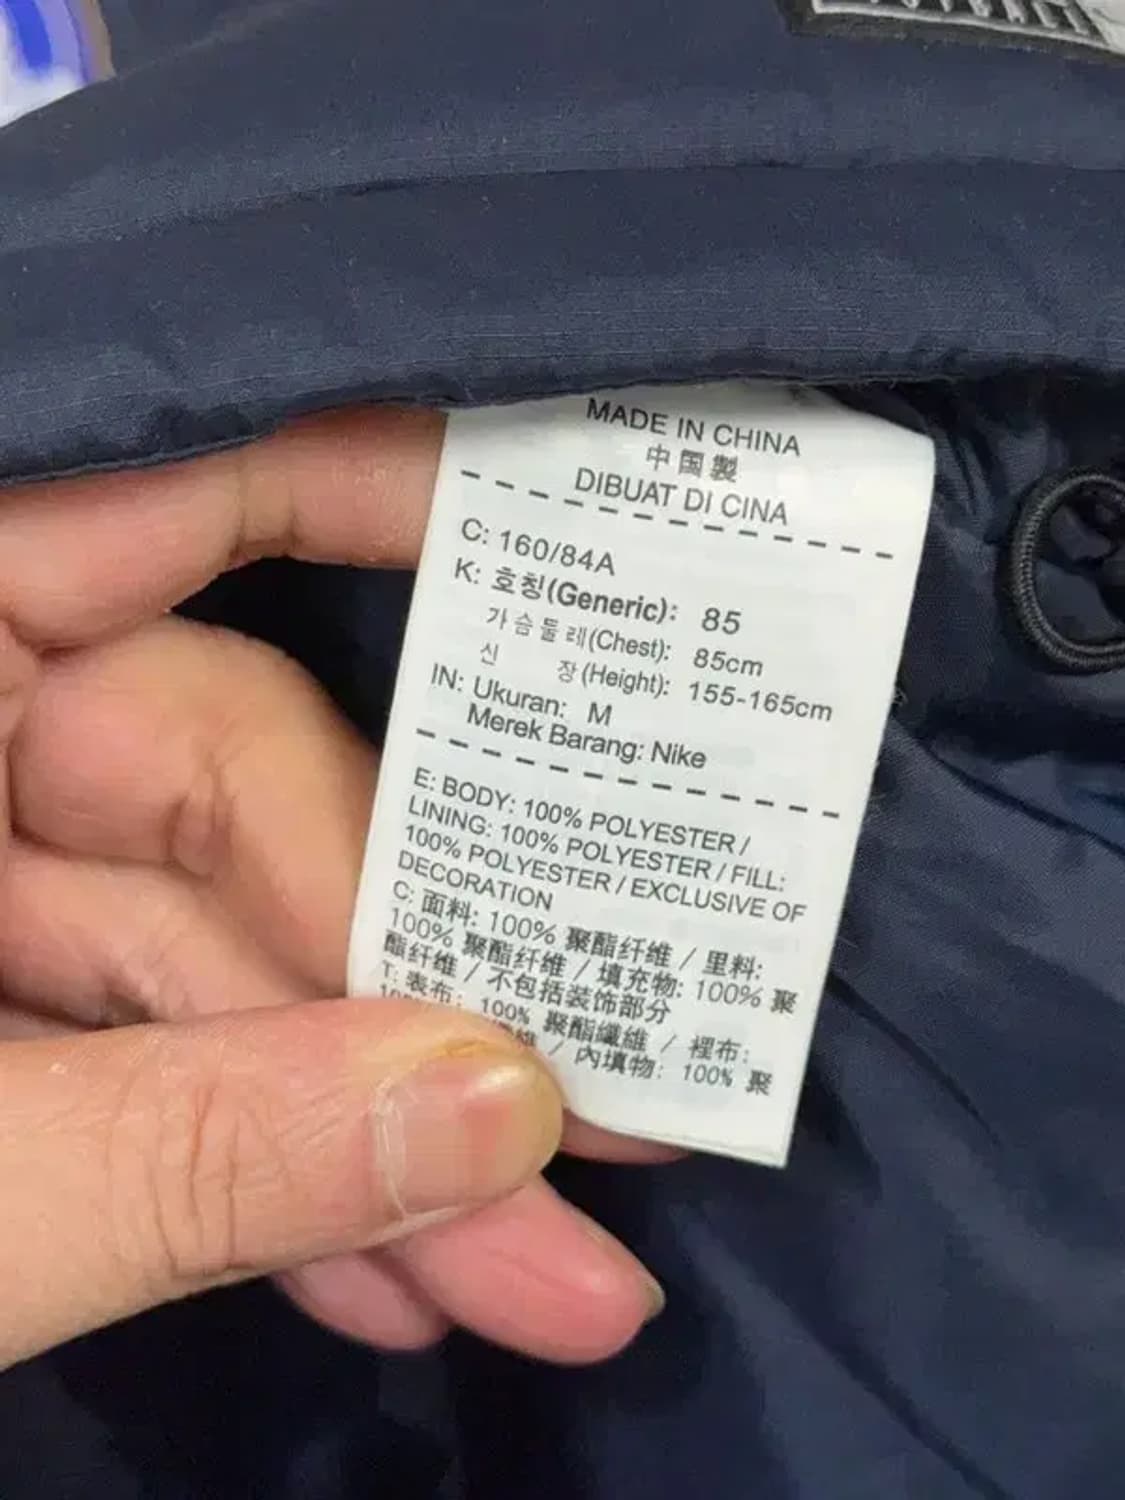 MADE IN CHINA
中国製
DIBUAT DI CINA
C: 160/84A
K: 호칭(Generic): 85
가슴둘레(Chest): 85cm
신 장(Height): 155-165cm
IN: Ukuran: M
Merek Barang: Nike
E: BODY: 100% POLYESTER /
LINING: 100% POLYESTER / FILL:
100% POLYESTER / EXCLUSIVE OF
DECORATION
C: 面料: 100% 聚酯纤维 / 里料:
100% 聚酯纤维 / 填充物: 100% 聚
酯纤维 / 不包括装饰部分
T: 表布: 100% 聚酯纖維 / 裡布:
維 / 內填物: 100% 聚